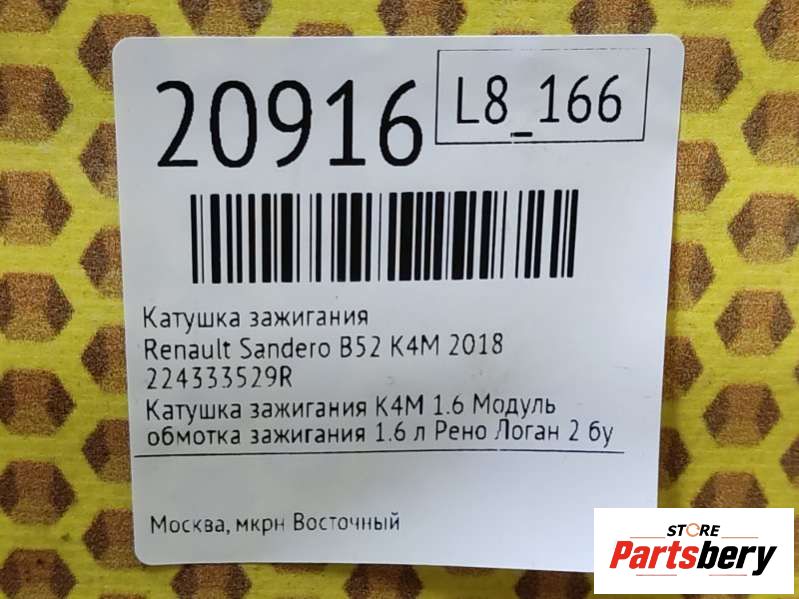 20916
L8_166
Катушка зажигания
Renault Sandero B52 K4M 2018
224333529R
Катушка зажигания K4M 1.6 Модуль
обмотка зажигания 1.6 л Рено Логан 2 бу
Москва, мкрн Восточный
STORE
Partsbery